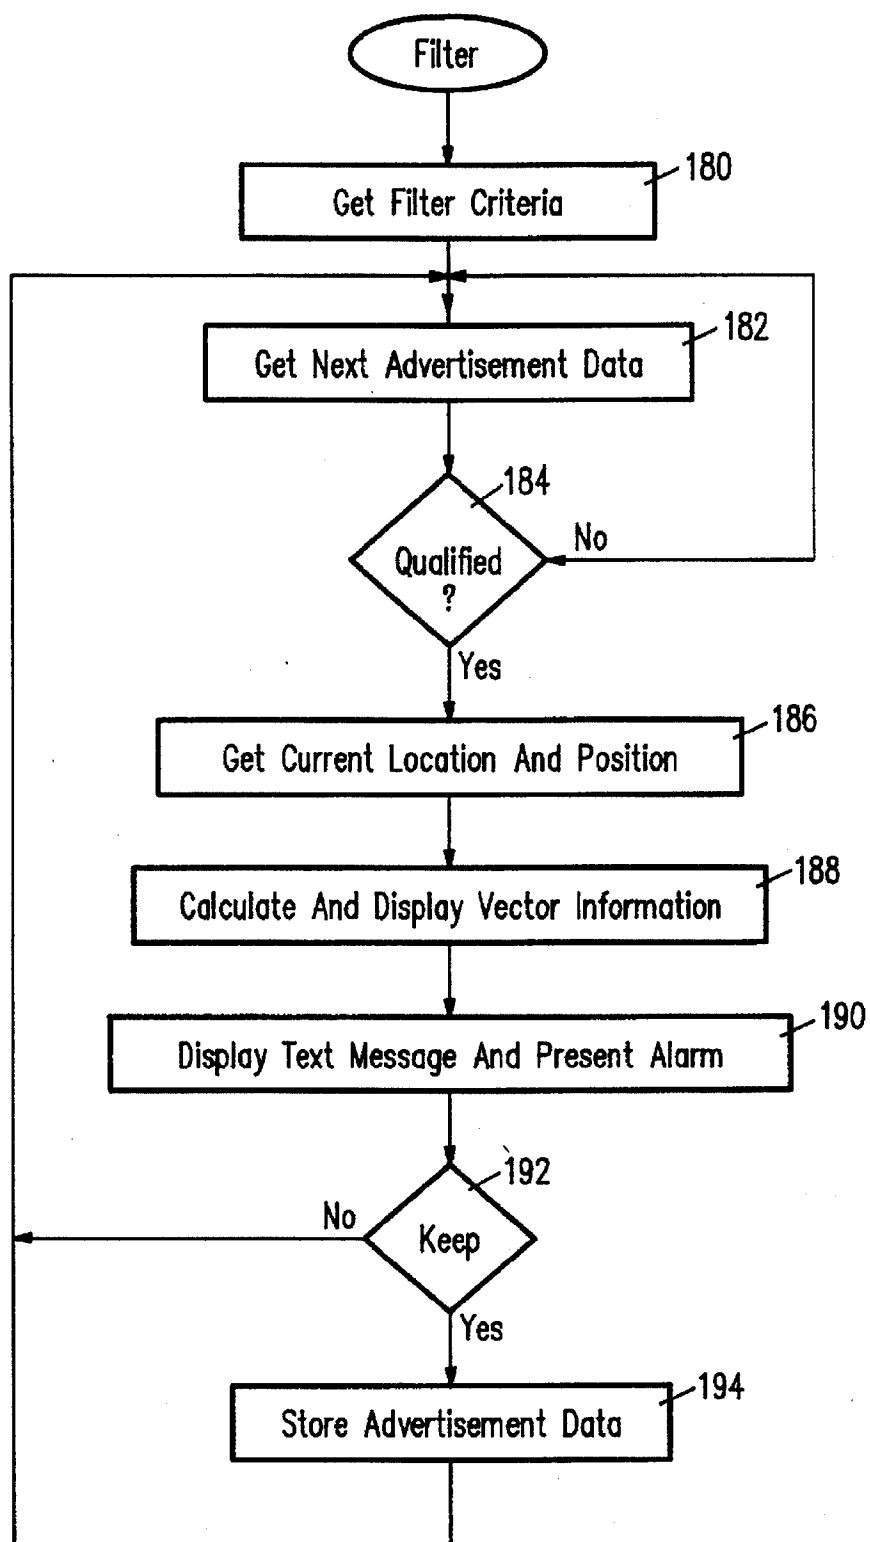 Filter
180
Get Filter Criteria
182
Get Next Advertisement Data
184
Qualified
?
No
Yes
186
Get Current Location And Position
188
Calculate And Display Vector Information
190
Display Text Message And Present Alarm
192
Keep
No
Yes
194
Store Advertisement Data